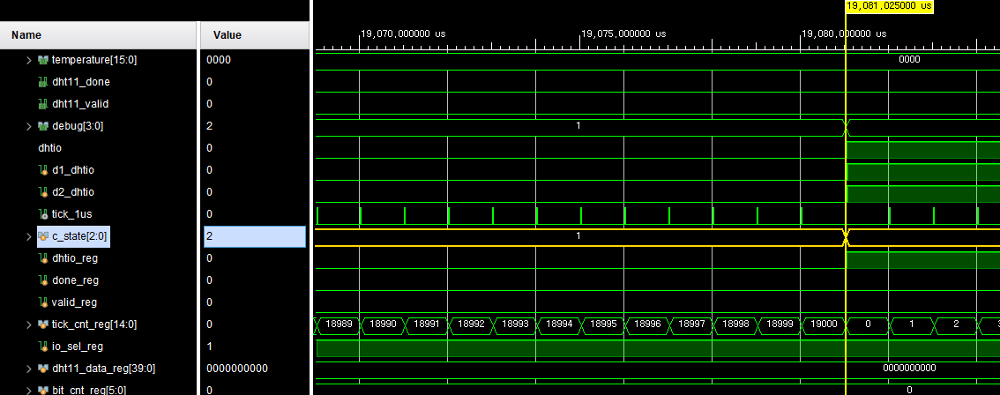 19,081,025000 us
Name Value 19,070,000000 us 19,075,000000 us 19,080,000000 us
temperature[15:0] 0000 0000
dht11_done 0
dht11_valid 0
debug[3:0] 2 1
dhtio 0
d1_dhtio 0
d2_dhtio 0
tick_1us 0
c_state[2:0] 2 1
dhtio_reg 0
done_reg 0
valid_reg 0
tick_cnt_reg[14:0] 0 18989 18990 18991 18992 18993 18994 18995 18996 18997 18998 18999 19000 0 1 2
io_sel_reg 1
dht11_data_reg[39:0] 0000000000 0000000000
bit_cnt_reg[5:0] 0 0